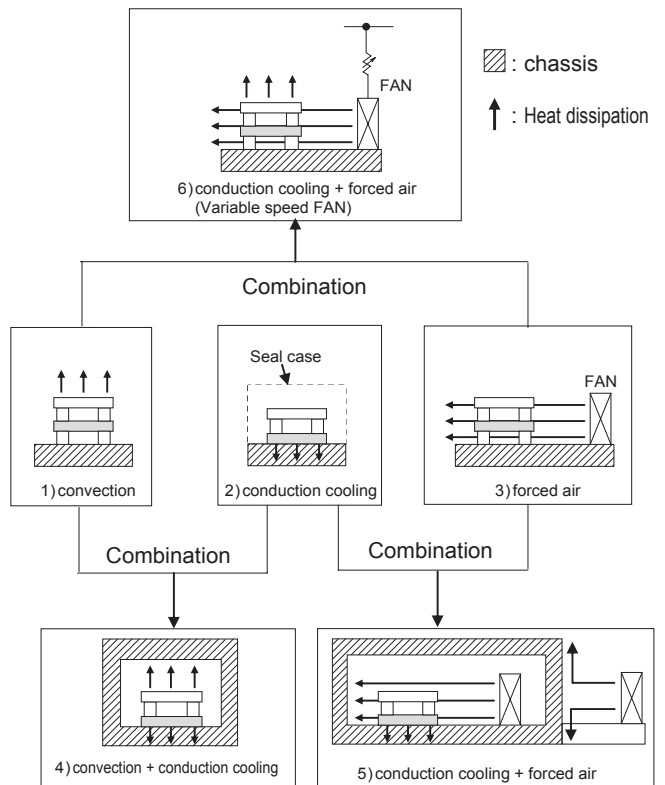 FAN
: chassis
: Heat dissipation
6) conduction cooling + forced air
(Variable speed FAN)
Combination
Seal case
FAN
1) convection
2) conduction cooling
3) forced air
Combination
Combination
4) convection + conduction cooling
5) conduction cooling + forced air